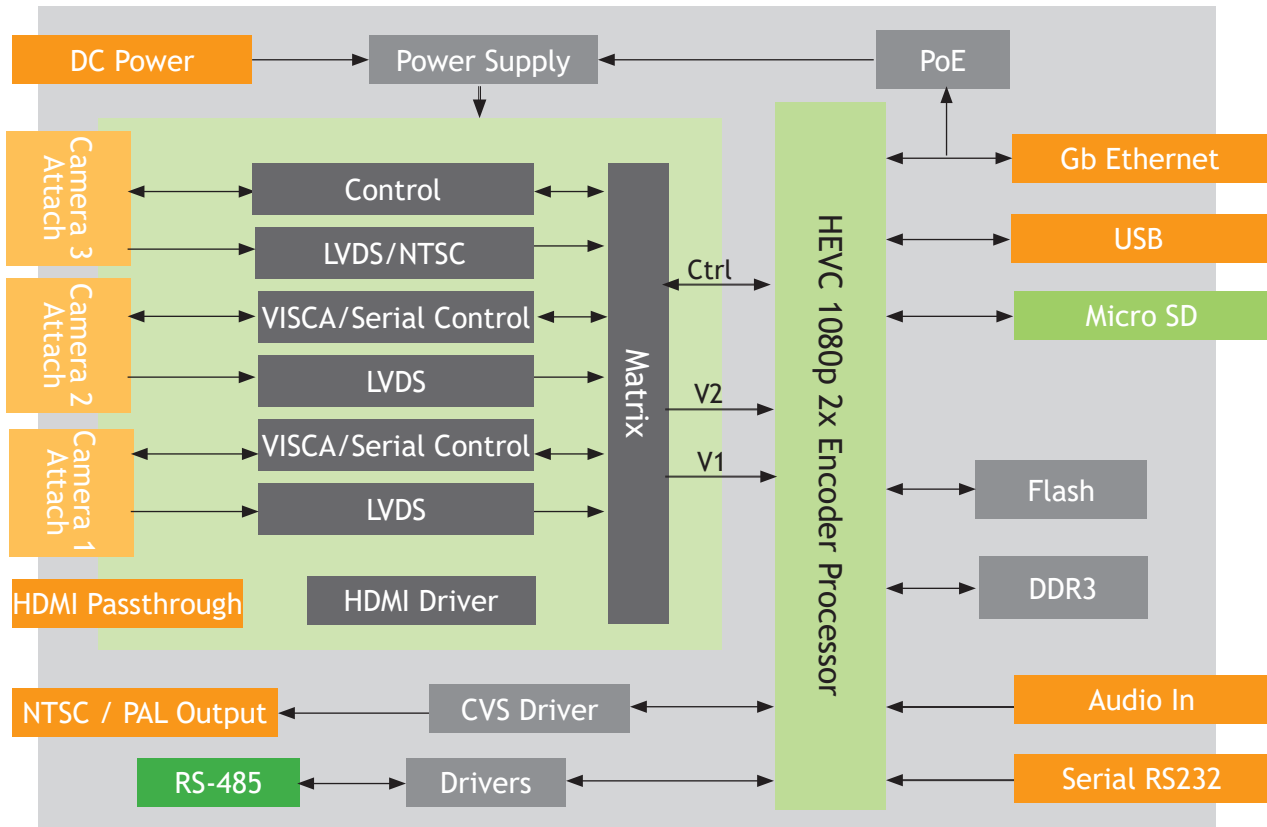 DC Power
Power Supply
PoE
Camera 3
Attach
Control
LVDS/NTSC
Camera 2
Attach
VISCA/Serial Control
LVDS
Camera 1
Attach
VISCA/Serial Control
LVDS
HDMI Passthrough
HDMI Driver
Matrix
Ctrl
V2
V1
HEVC 1080p 2x Encoder Processor
Gb Ethernet
USB
Micro SD
Flash
DDR3
NTSC / PAL Output
CVS Driver
Audio In
RS-485
Drivers
Serial RS232